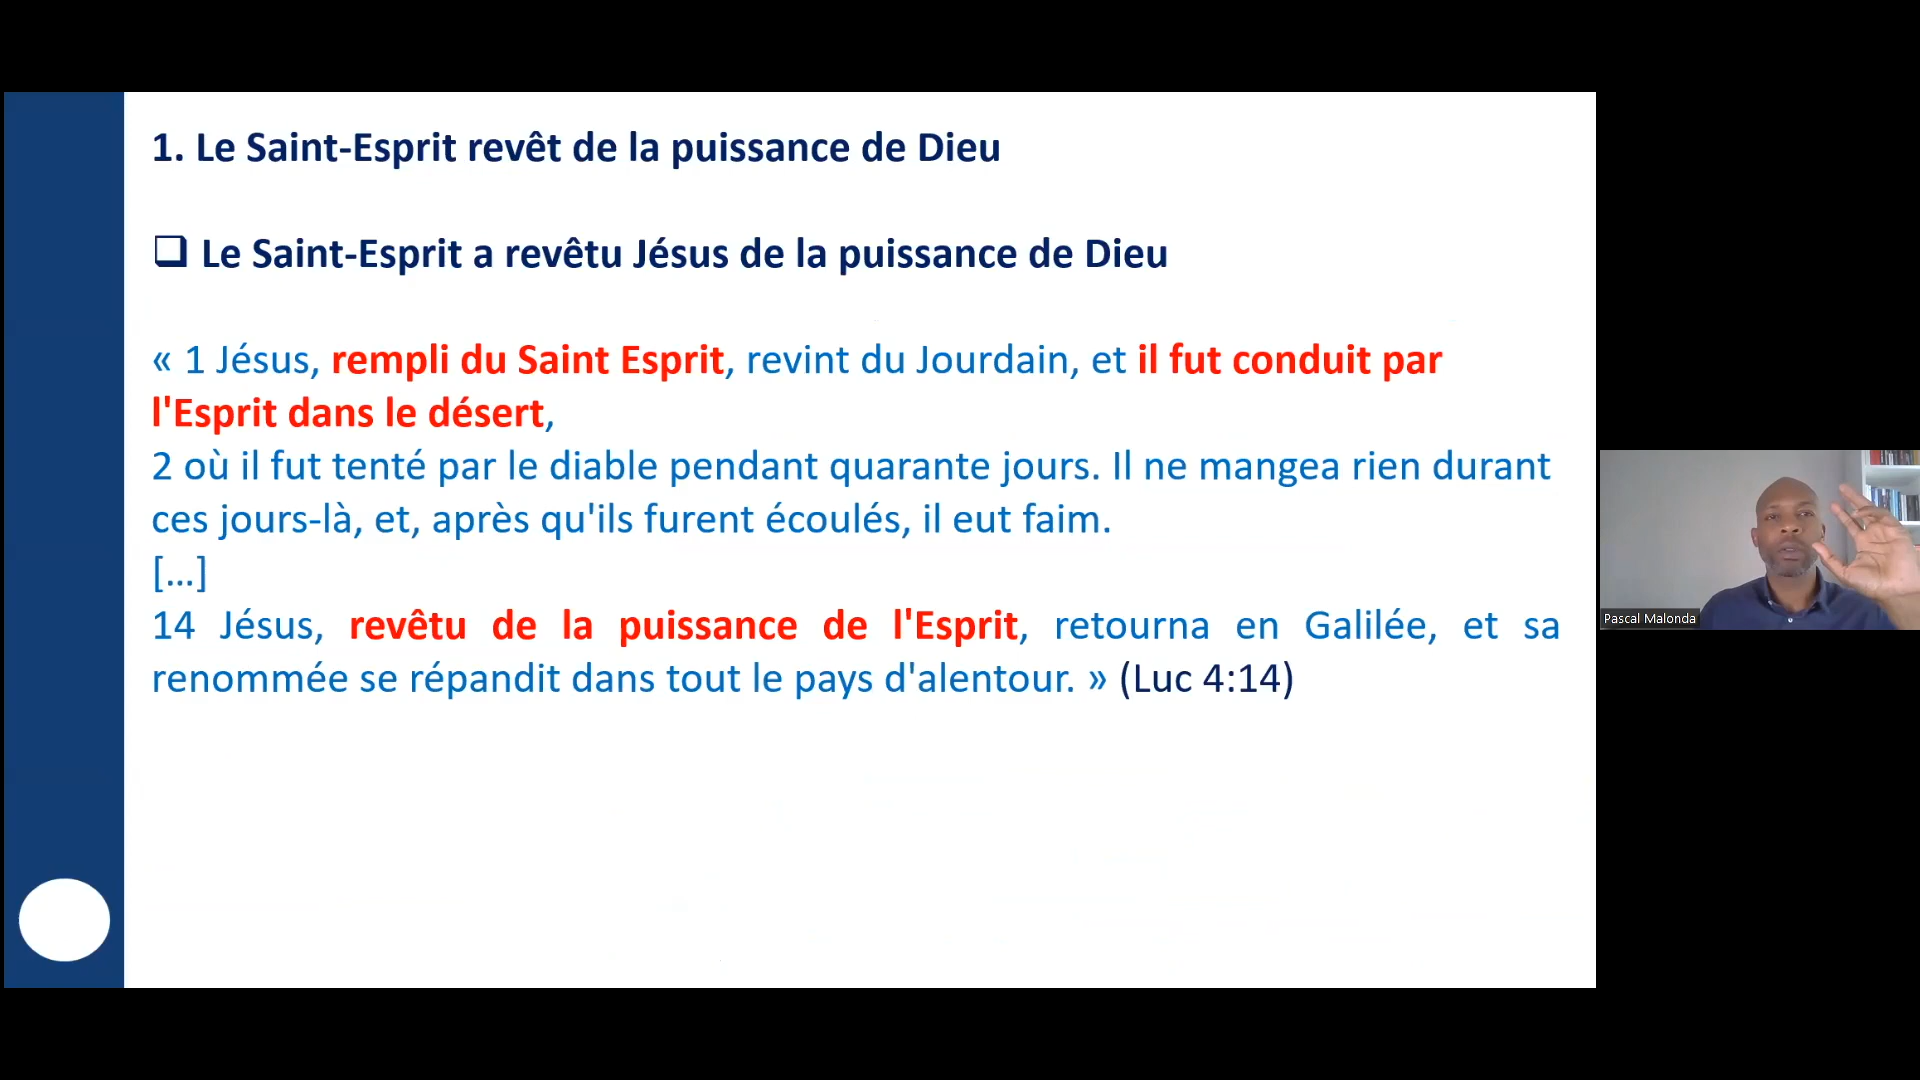 1. Le Saint-Esprit revêt de la puissance de Dieu
❑ Le Saint-Esprit a revêtu Jésus de la puissance de Dieu
« 1 Jésus, rempli du Saint Esprit, revint du Jourdain, et il fut conduit par
l'Esprit dans le désert,
2 où il fut tenté par le diable pendant quarante jours. Il ne mangea rien durant
ces jours-là, et, après qu'ils furent écoulés, il eut faim.
[...]
14 Jésus, revêtu de la puissance de l'Esprit, retourna en Galilée, et sa
renommée se répandit dans tout le pays d'alentour. » (Luc 4:14)
Pascal Malonda